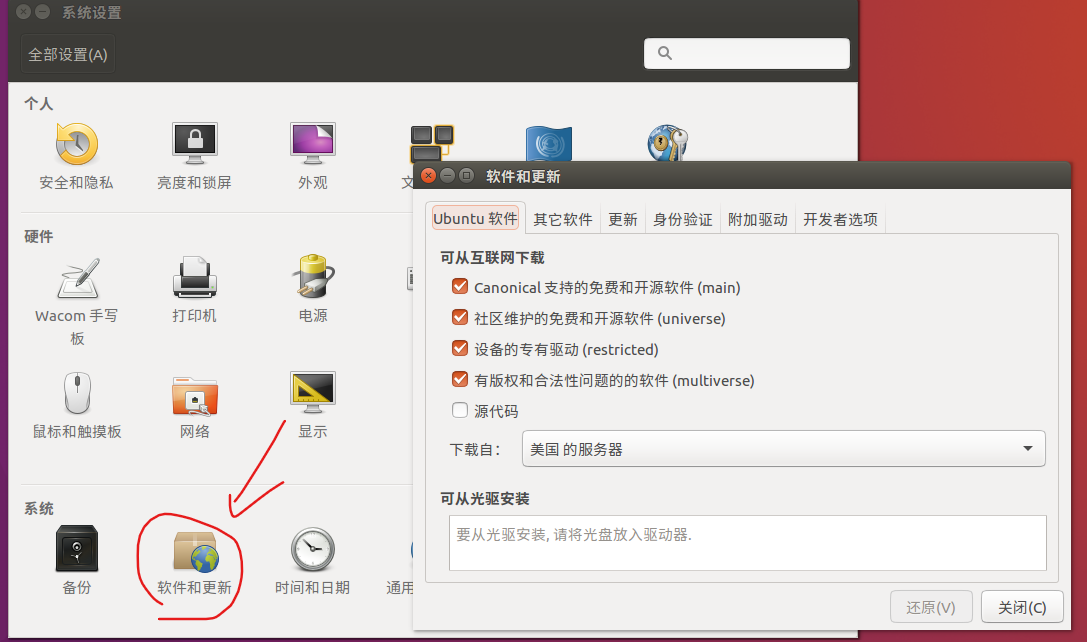 系统设置
全部设置(A)
个人
安全和隐私
亮度和锁屏
外观
硬件
Wacom 手写
板
打印机
电源
鼠标和触摸板
网络
显示
系统
备份
软件和更新
时间和日期
通用
软件和更新
Ubuntu 软件
其它软件
更新
身份验证
附加驱动
开发者选项
可从互联网下载
Canonical 支持的免费和开源软件 (main)
社区维护的免费和开源软件 (universe)
设备的专有驱动 (restricted)
有版权和合法性问题的的软件 (multiverse)
源代码
下载自：
美国 的服务器
可从光驱安装
要从光驱安装, 请将光盘放入驱动器.
还原(V)
关闭(C)